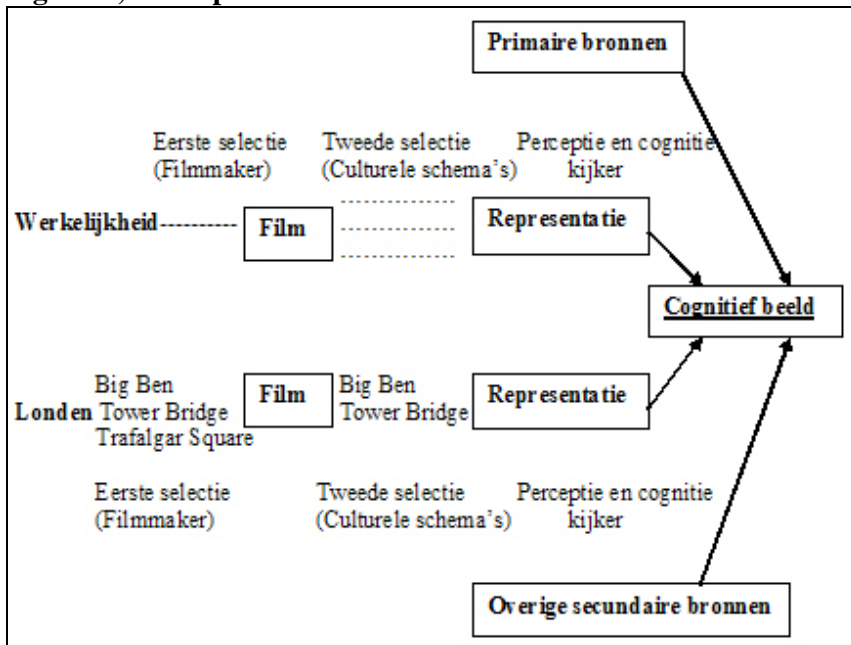 Primaire bronnen
Eerste selectie Tweede selectie Perceptie en cognitie
(Filmmaker) (Culturele schema's) kijker
Werkelijkheid---------- Film Representatie
Cognitief beeld
Big Ben Film Big Ben Representatie
Londen Tower Bridge Tower Bridge
Trafalgar Square
Eerste selectie Tweede selectie Perceptie en cognitie
(Filmmaker) (Culturele schema's) kijker
Overige secundaire bronnen